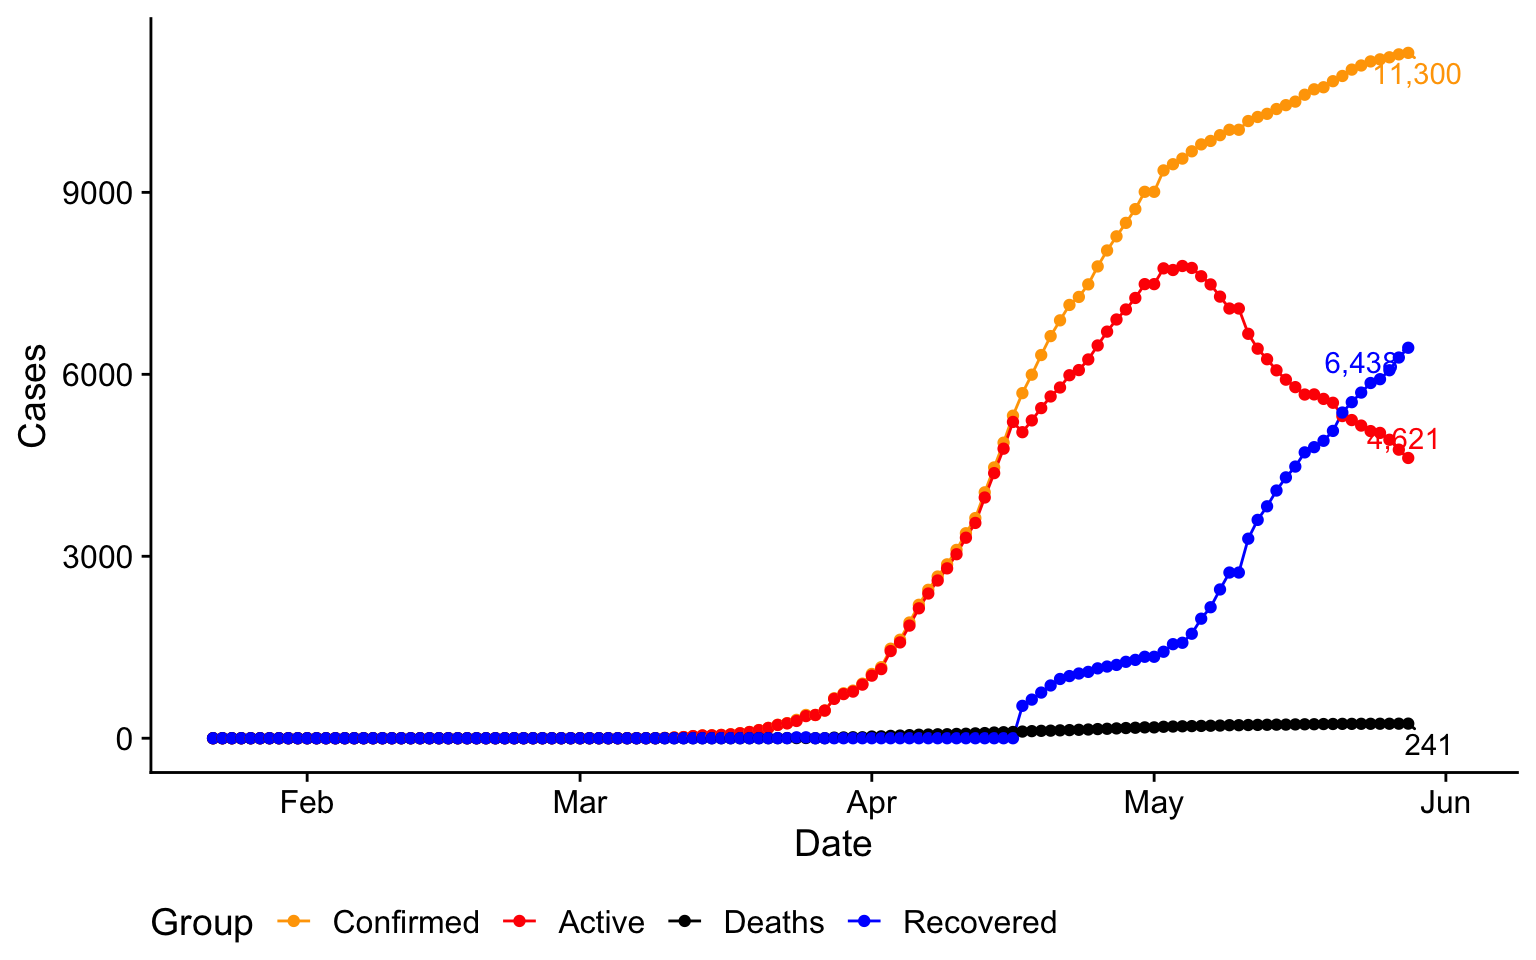 11,300
9000
6,438
6000
4,621
Cases
3000
0
241
Feb Mar Apr May Jun
Date
Group Confirmed Active Deaths Recovered